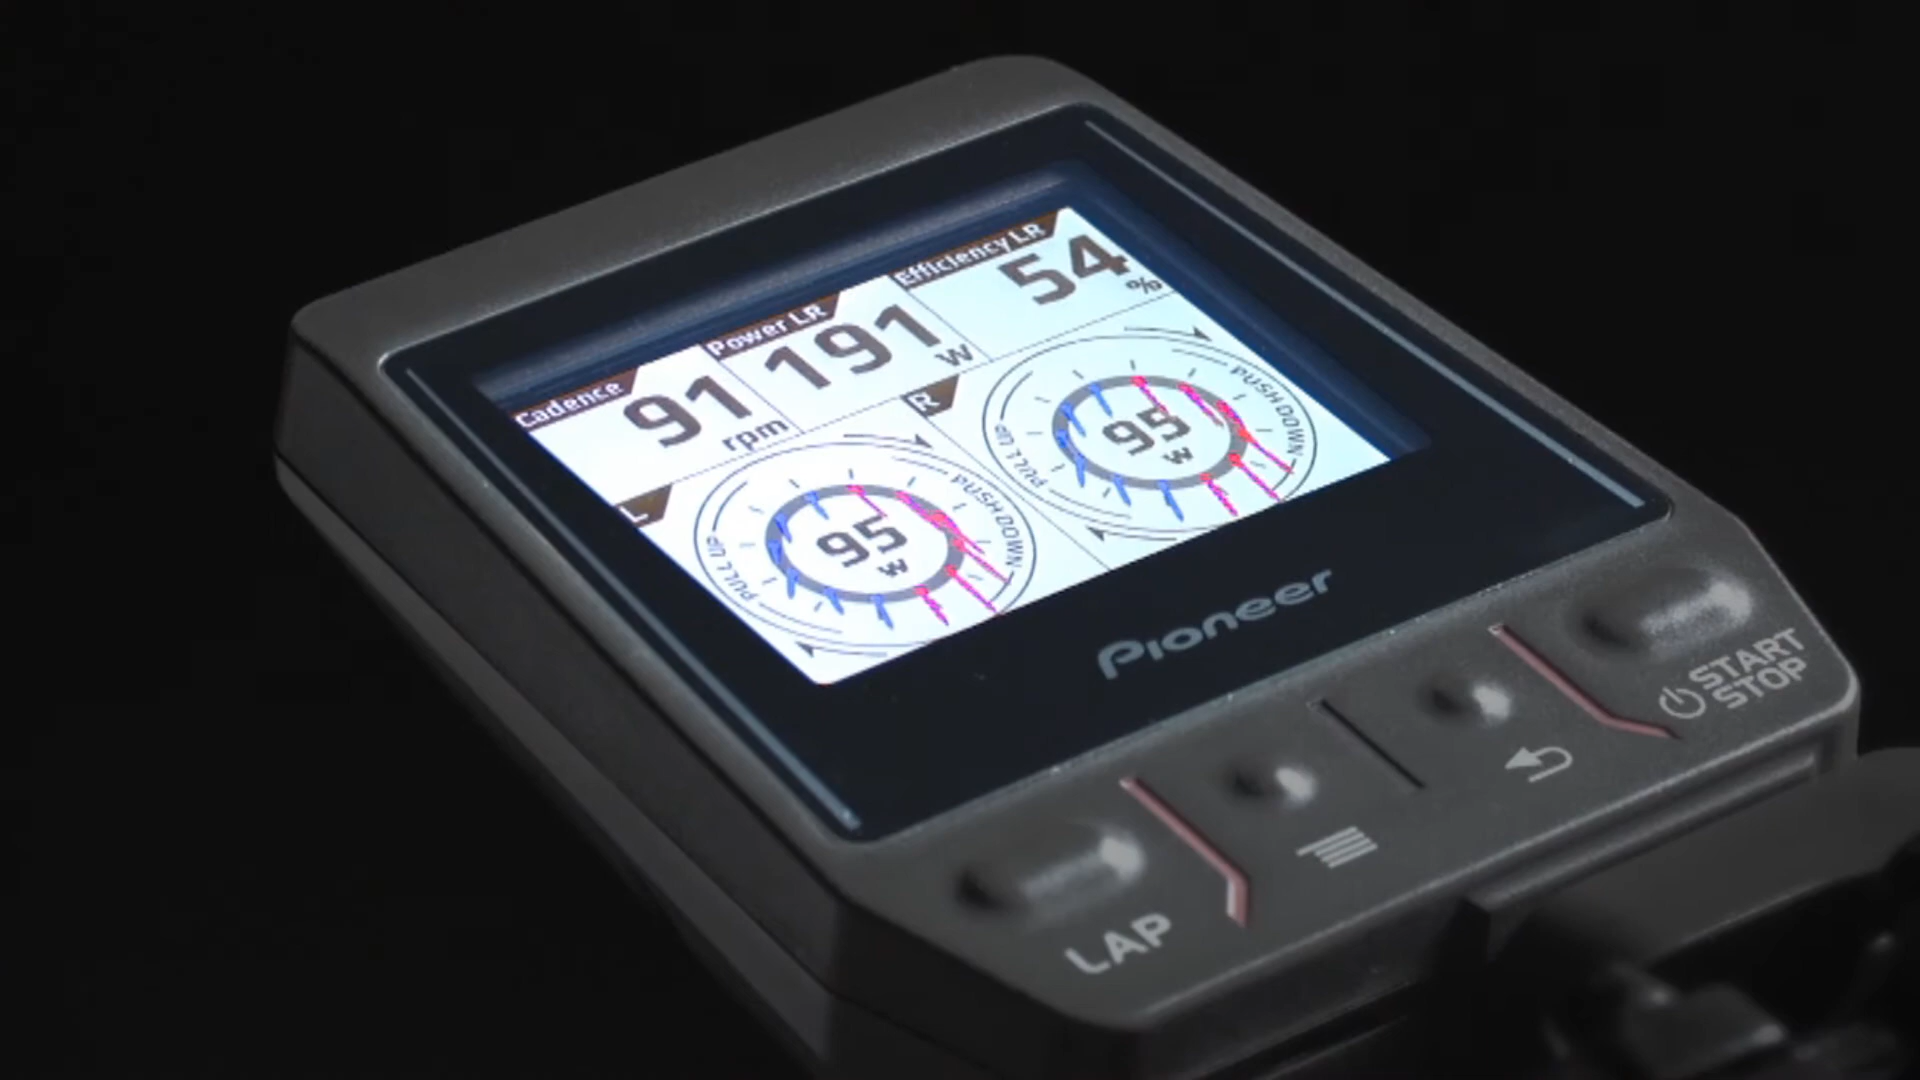 Cadence
91
rpm
Power LR
191
W
Efficiency LR
54
%
L
PULL UP
PUSH DOWN
95
W
R
PULL UP
PUSH DOWN
95
W
Pioneer
LAP
START
STOP